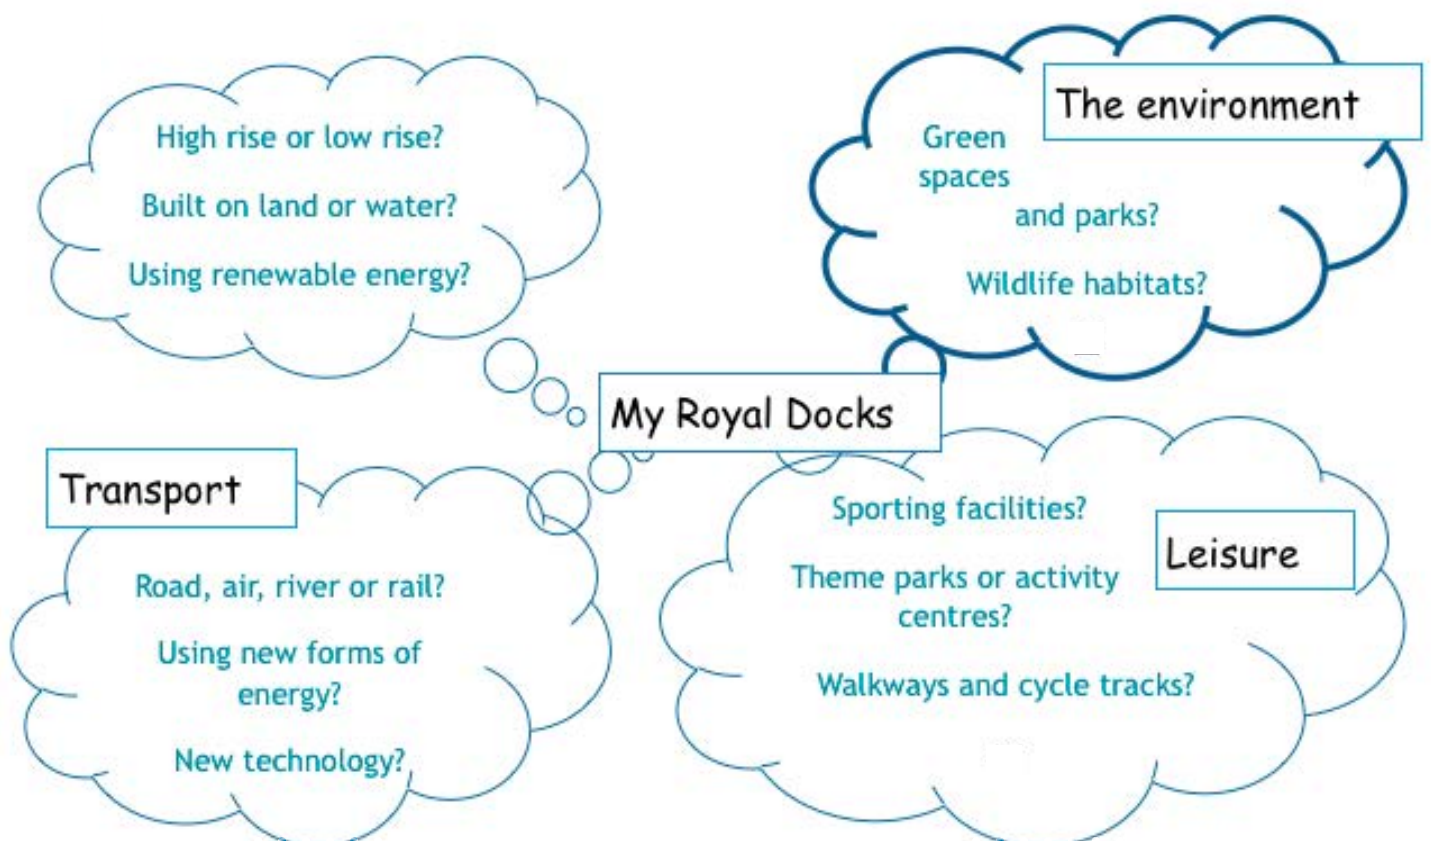 High rise or low rise?
Built on land or water?
Using renewable energy?
The environment
Green
spaces
and parks?
Wildlife habitats?
My Royal Docks
Transport
Road, air, river or rail?
Using new forms of
energy?
New technology?
Leisure
Sporting facilities?
Theme parks or activity
centres?
Walkways and cycle tracks?